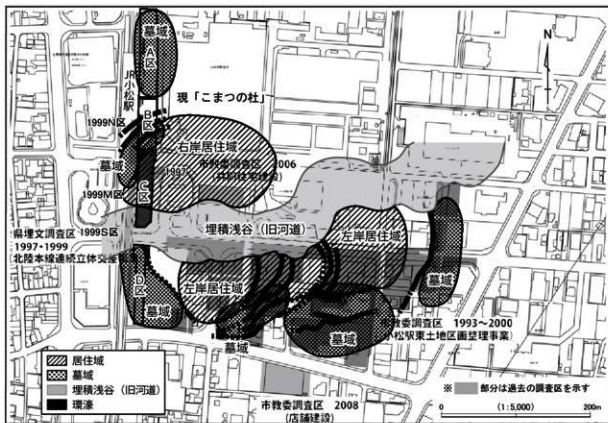 墓域
A区
N
JR小松駅
現「こまつの杜」
1999N区
B区
右岸居住域
墓域
市教委調査区 2006
(共同住宅建設)
1997
C区
1999M区
県埋文調査区
1997・1999
(北陸本線連続立体交差事業)
1999S区
埋積浅谷(旧河道)
左岸居住域
墓域
D区
左岸居住域
墓域
墓域
墓域
市教委調査区 1993~2000
(小松駅東土地区画整理事業)
居住域
墓域
埋積浅谷(旧河道)
環濠
市教委調査区 2008
(店舗建設)
※ 部分は過去の調査区を示す
0 (1:5,000) 200m